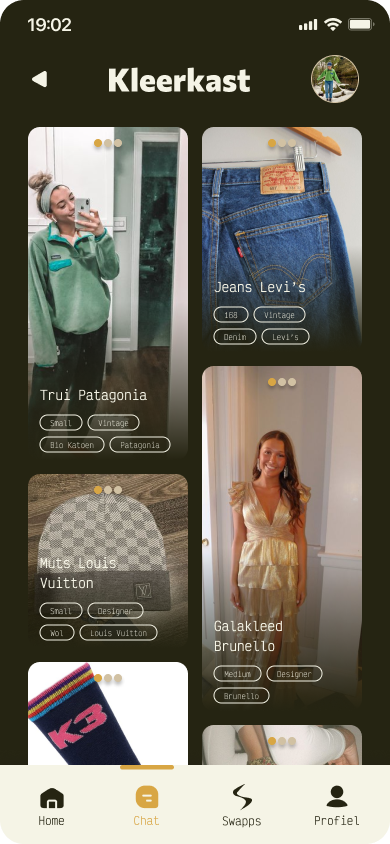 19:02
Kleerkast
Trui Patagonia
Small
Vintage
Bio Katoen
Patagonia
Jeans Levi's
168
Vintage
Denim
Levi's
Muts Louis
Vuitton
Small
Designer
Wol
Louis Vuitton
LV
Galakleed
Brunello
Medium
Designer
Brunello
K3
Home
Chat
Swapps
Profiel